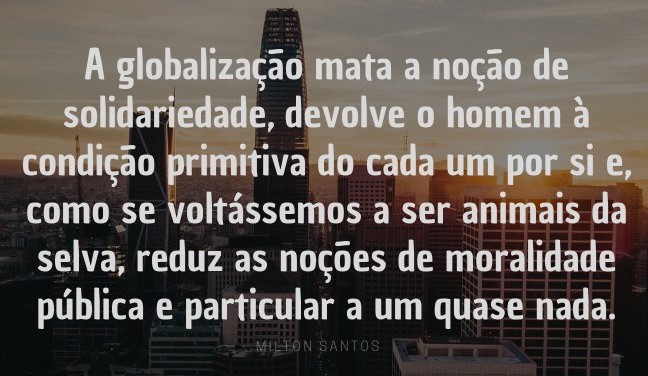 A globalização mata a noção de
solidariedade, devolve o homem à
condição primitiva do cada um por si e,
como se voltássemos a ser animais da
selva, reduz as noções de moralidade
pública e particular a um quase nada.
MILTON SANTOS